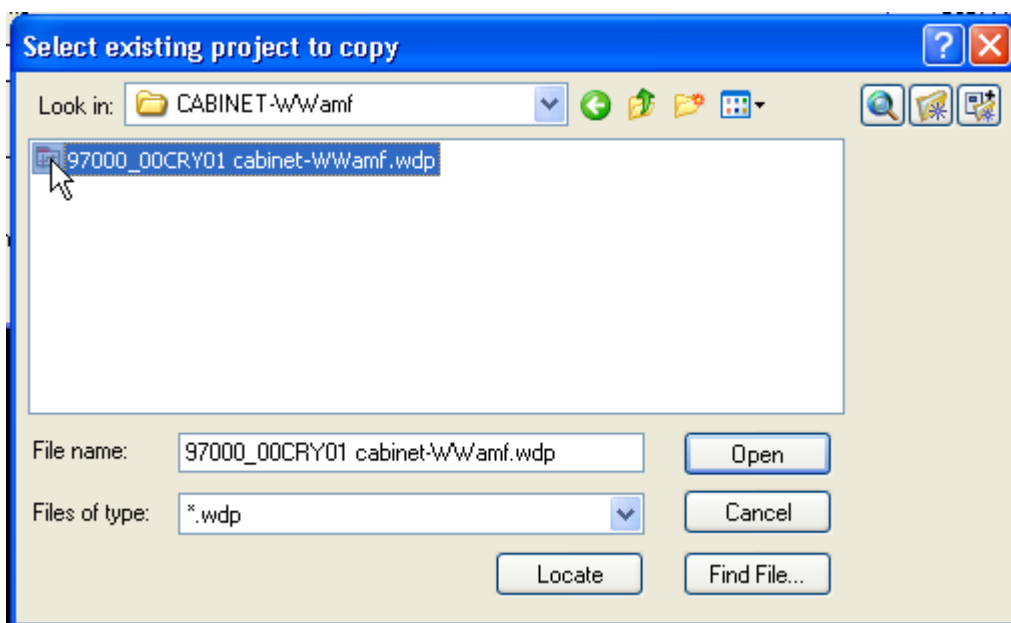 Select existing project to copy
Look in: CABINET-WWamf
97000_00CRY01 cabinet-WWamf.wdp
File name: 97000_00CRY01 cabinet-WWamf.wdp Open
Files of type: *.wdp Cancel
Locate Find File...